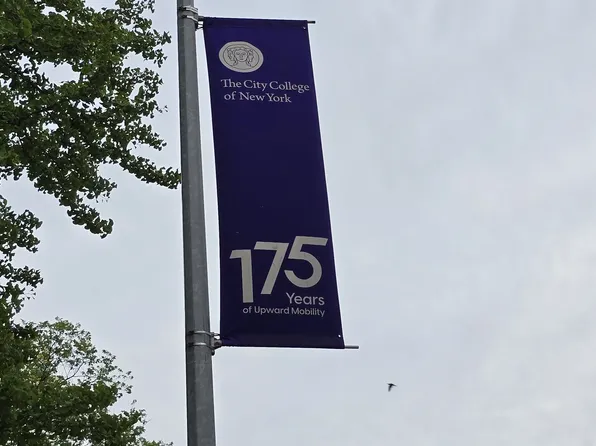 The City College
of New York
175
Years
of Upward Mobility